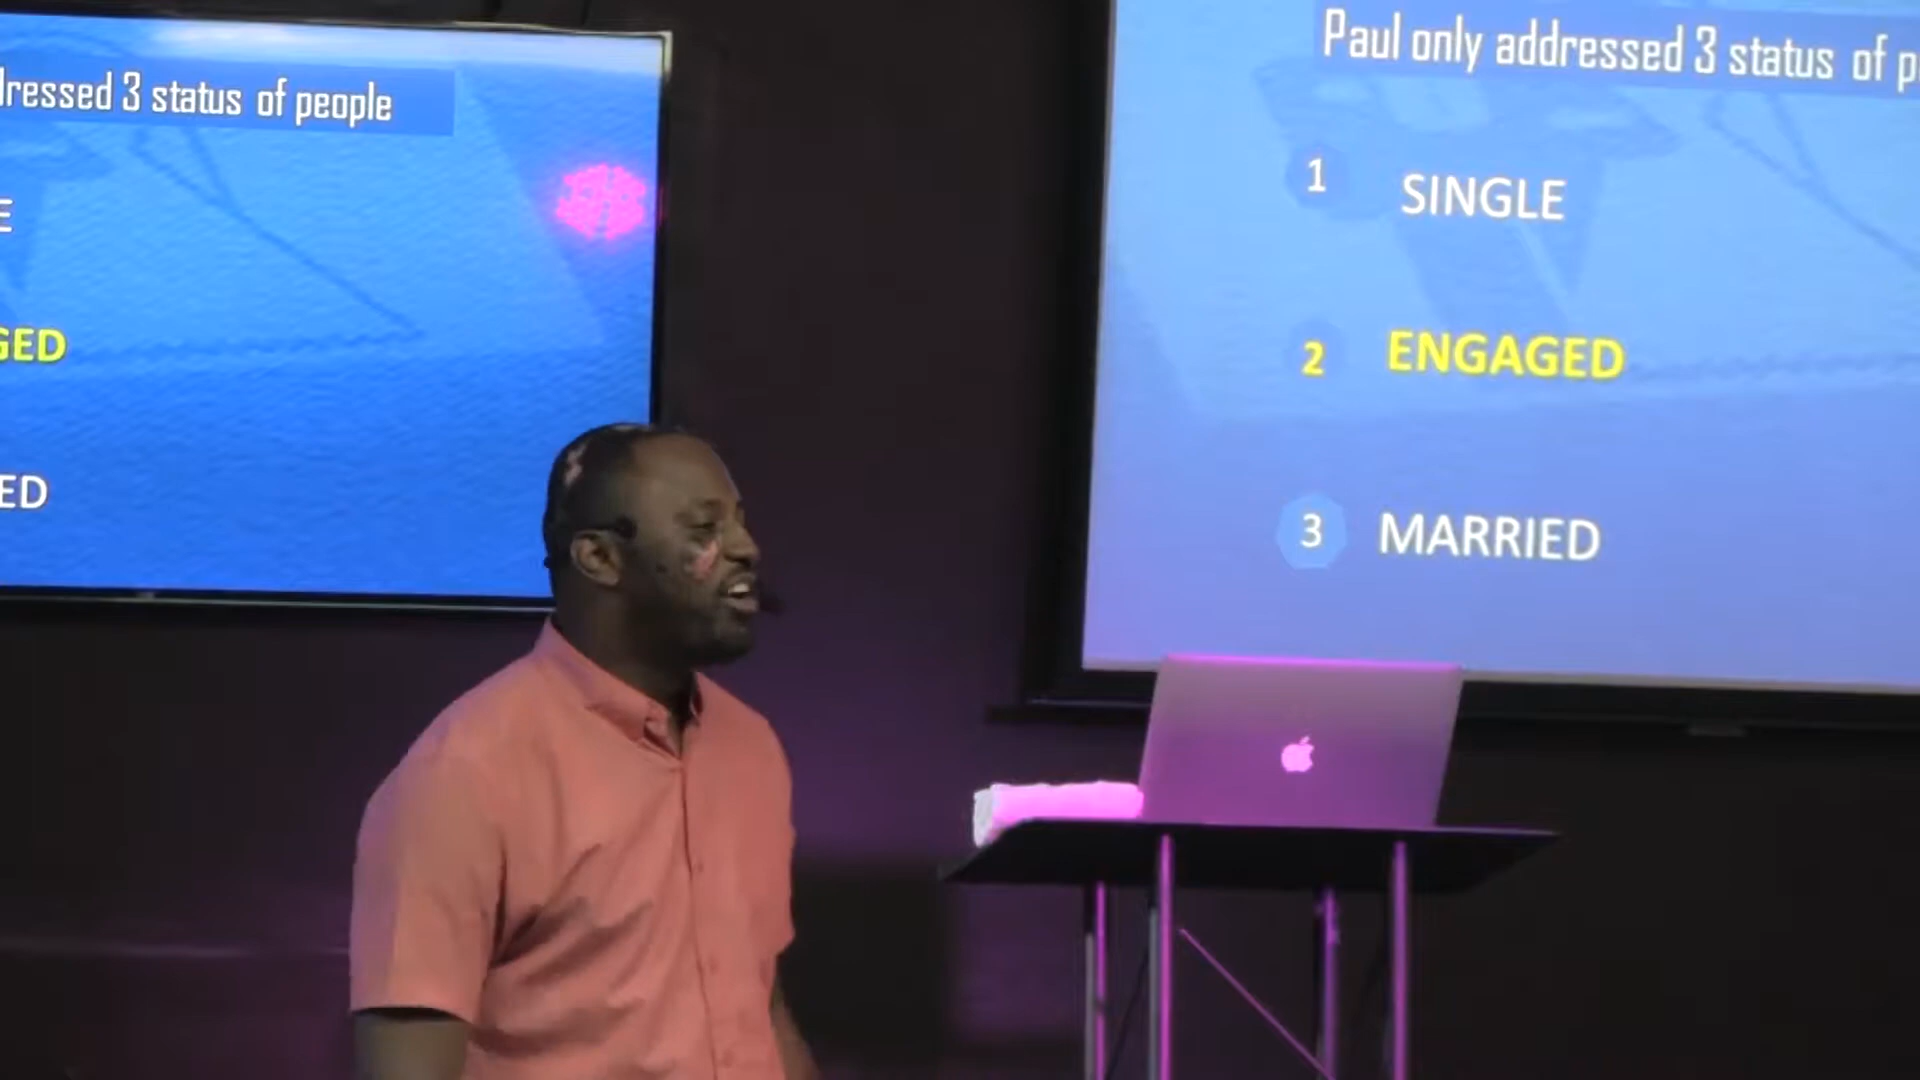 dressed 3 status of people
E
GED
ED
Paul only addressed 3 status of p
1 SINGLE
2 ENGAGED
3 MARRIED